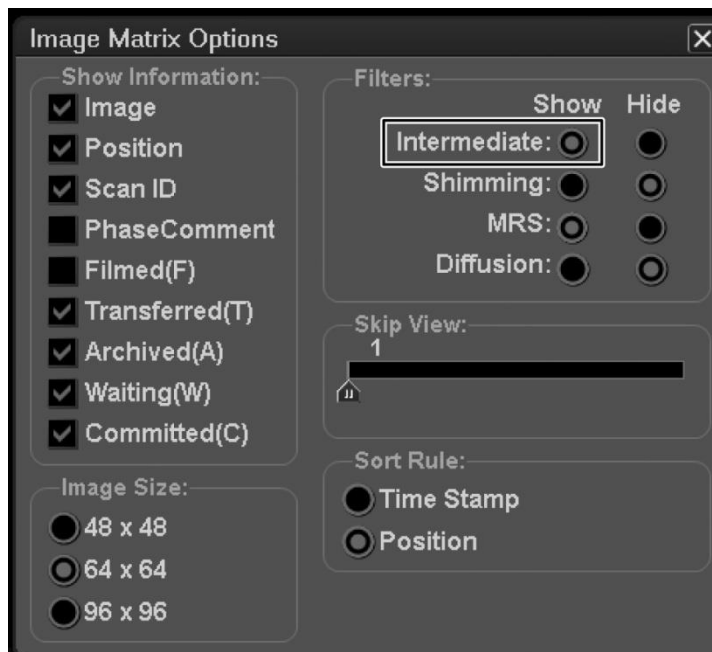 Image Matrix Options
Show Information:
Image
Position
Scan ID
PhaseComment
Filmed(F)
Transferred(T)
Archived(A)
Waiting(W)
Committed(C)
Image Size:
48 x 48
64 x 64
96 x 96
Filters:
Show Hide
Intermediate:
Shimming:
MRS:
Diffusion:
Skip View:
1
Sort Rule:
Time Stamp
Position